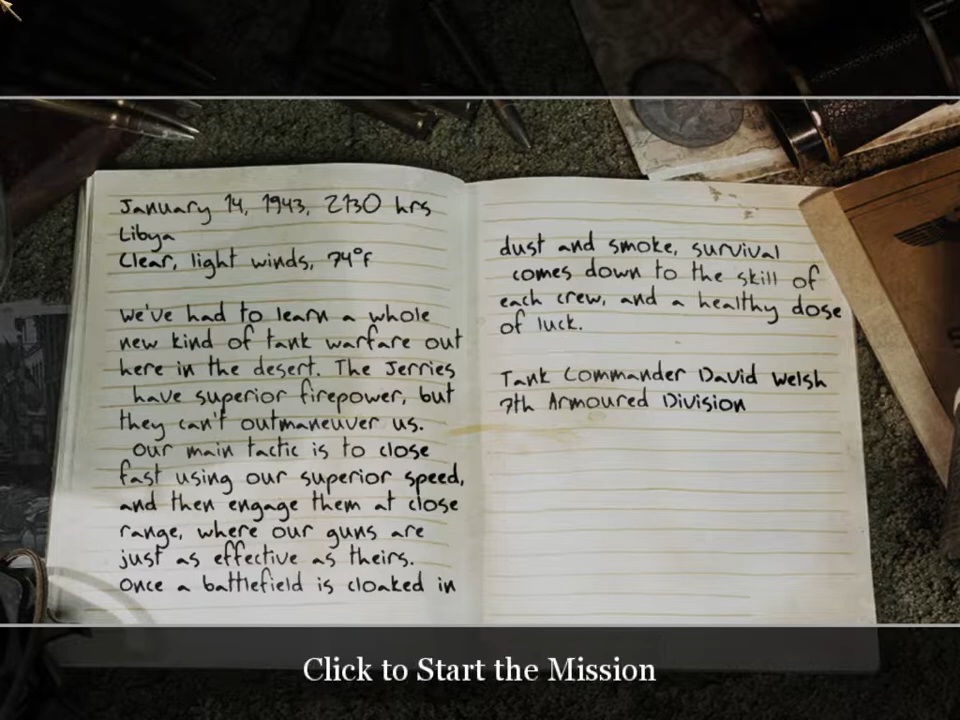 January 14, 1943, 2130 hrs
Libya
Clear, light winds, 74°F
We've had to learn a whole
new kind of tank warfare out
here in the desert. The Jerries
have superior firepower, but
they can't outmaneuver us.
Our main tactic is to close
fast using our superior speed,
and then engage them at close
range, where our guns are
just as effective as theirs.
Once a battlefield is cloaked in
dust and smoke, survival
comes down to the skill of
each crew, and a healthy dose
of luck.
Tank Commander David Welsh
7th Armoured Division
Click to Start the Mission